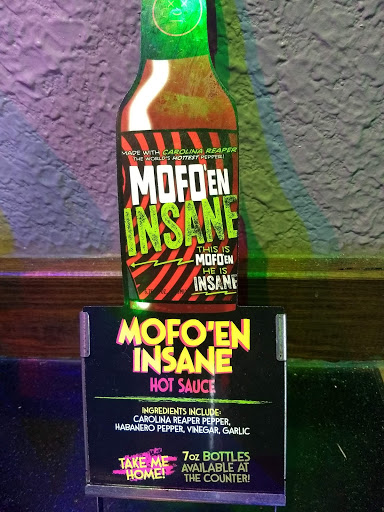 MADE WITH CAROLINA REAPER
THE WORLD'S HOTTEST PEPPER!
MOFO'EN
INSANE
THIS IS
MOFO'EN
HE IS
INSANE
MOFO'EN
INSANE
HOT SAUCE
INGREDIENTS INCLUDE:
CAROLINA REAPER PEPPER,
HABANERO PEPPER, VINEGAR, GARLIC
TAKE ME
HOME!
7oz BOTTLES
AVAILABLE AT
THE COUNTER!